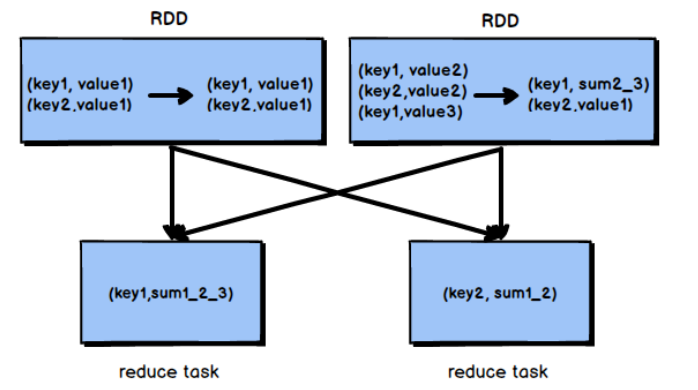 RDD
RDD
(key1, value1)
(key2,value1)
(key1, value1)
(key2,value1)
(key1, value2)
(key2,value2)
(key1,value3)
(key1, sum2_3)
(key2,value1)
(key1,sum1_2_3)
(key2, sum1_2)
reduce task
reduce task